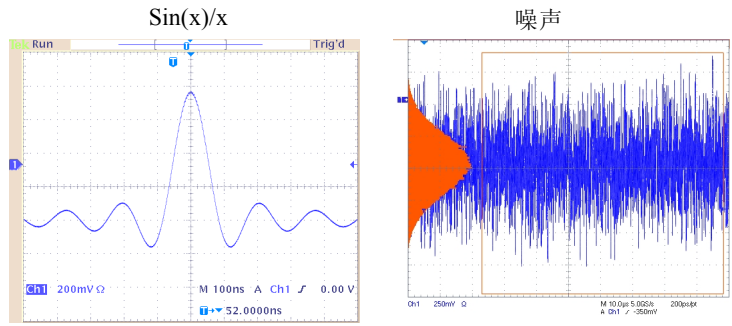 Sin(x)/x
噪声
Run
Trig'd
T
T
1
Ch1 200mV Ω M 100ns A Ch1 ∫ 0.00 V
T→▼ 52.0000ns
Ch1 250mV Ω
M 10.0μs 5.0GS/s 200ps/pt
A Ch1 ∕ -350mV